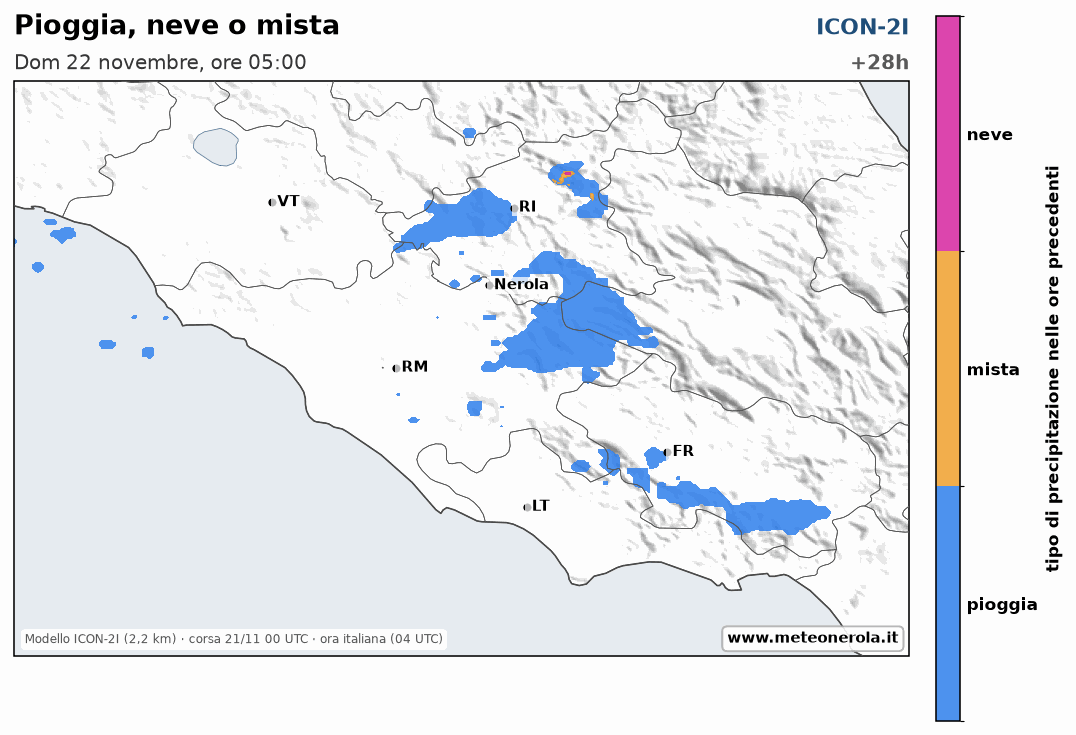 Pioggia, neve o mista
ICON-2I
Dom 22 novembre, ore 05:00
+28h
neve
VT
RI
Nerola
mista
RM
FR
LT
pioggia
tipo di precipitazione nelle ore precedenti
Modello ICON-2I (2,2 km) · corsa 21/11 00 UTC · ora italiana (04 UTC)
www.meteonerola.it